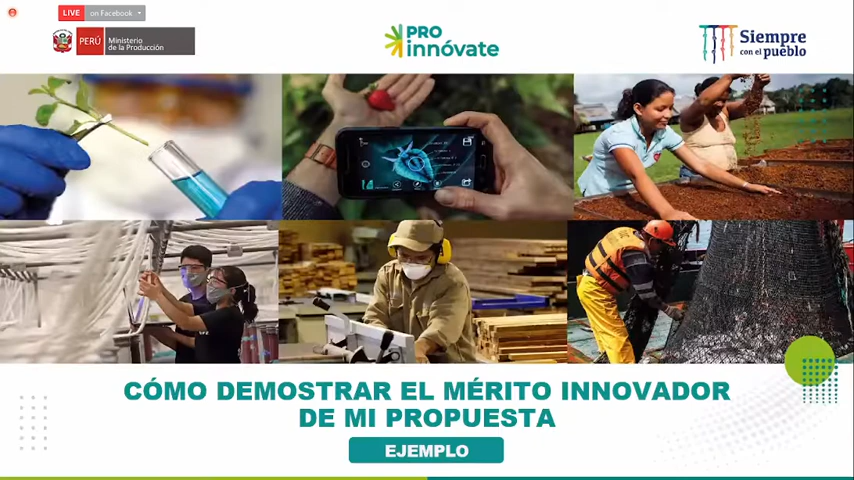 LIVE on Facebook
PERÚ Ministerio
de la Producción
PRO
innóvate
Siempre
con el pueblo
CÓMO DEMOSTRAR EL MÉRITO INNOVADOR
DE MI PROPUESTA
EJEMPLO